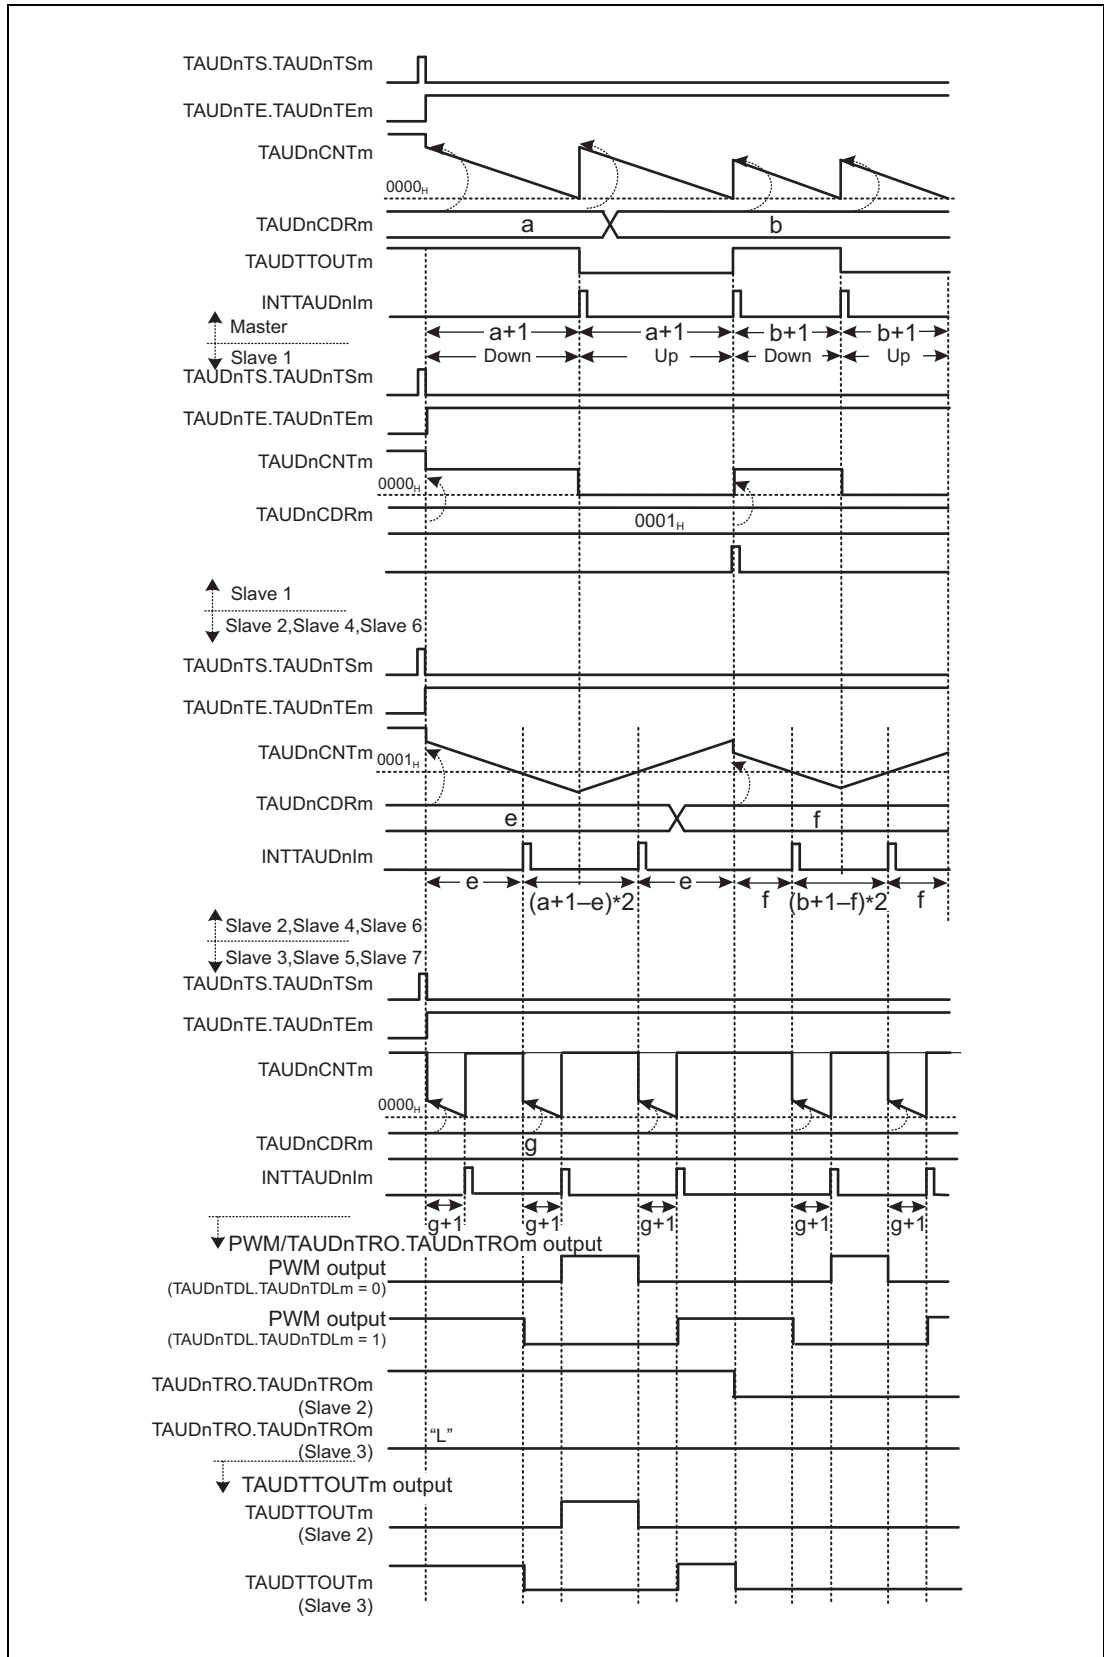 TAUDnTS.TAUDnTSm
TAUDnTE.TAUDnTEm
TAUDnCNTm
0000H
TAUDnCDRm
a
b
TAUDTTOUTm
INTTAUDnIm
Master
a+1
a+1
b+1
b+1
Slave 1
Down
Up
Down
Up
TAUDnTS.TAUDnTSm
TAUDnTE.TAUDnTEm
TAUDnCNTm
0000H
TAUDnCDRm
0001H
Slave 1
Slave 2,Slave 4,Slave 6
TAUDnTS.TAUDnTSm
TAUDnTE.TAUDnTEm
TAUDnCNTm
0001H
TAUDnCDRm
e
f
INTTAUDnIm
e
(a+1–e)*2
e
f
(b+1–f)*2
f
Slave 2,Slave 4,Slave 6
Slave 3,Slave 5,Slave 7
TAUDnTS.TAUDnTSm
TAUDnTE.TAUDnTEm
TAUDnCNTm
0000H
TAUDnCDRm
g
INTTAUDnIm
g+1
g+1
g+1
g+1
g+1
PWM/TAUDnTRO.TAUDnTROm output
PWM output
(TAUDnTDL.TAUDnTDLm = 0)
PWM output
(TAUDnTDL.TAUDnTDLm = 1)
TAUDnTRO.TAUDnTROm
(Slave 2)
TAUDnTRO.TAUDnTROm
(Slave 3)
“L”
TAUDTTOUTm output
TAUDTTOUTm
(Slave 2)
TAUDTTOUTm
(Slave 3)